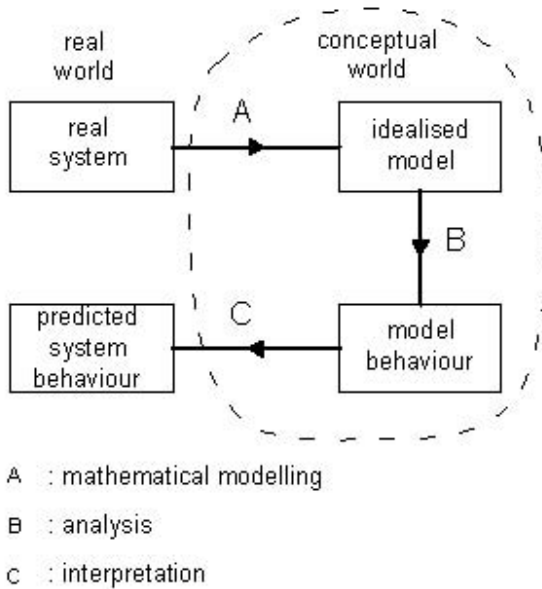 real
world
conceptual
world
real
system
A
idealised
model
B
predicted
system
behaviour
C
model
behaviour
A : mathematical modelling
B : analysis
C : interpretation